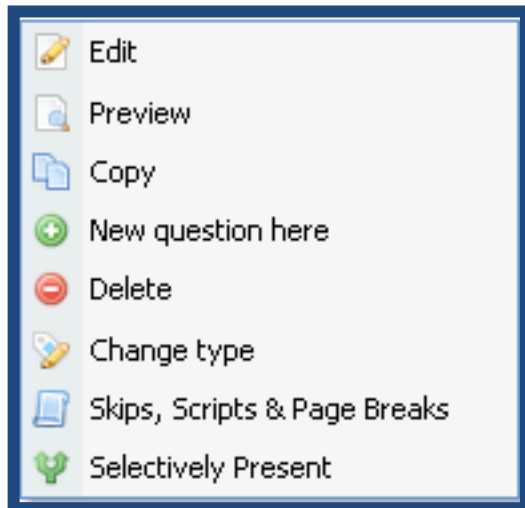 Edit
Preview
Copy
New question here
Delete
Change type
Skips, Scripts & Page Breaks
Selectively Present